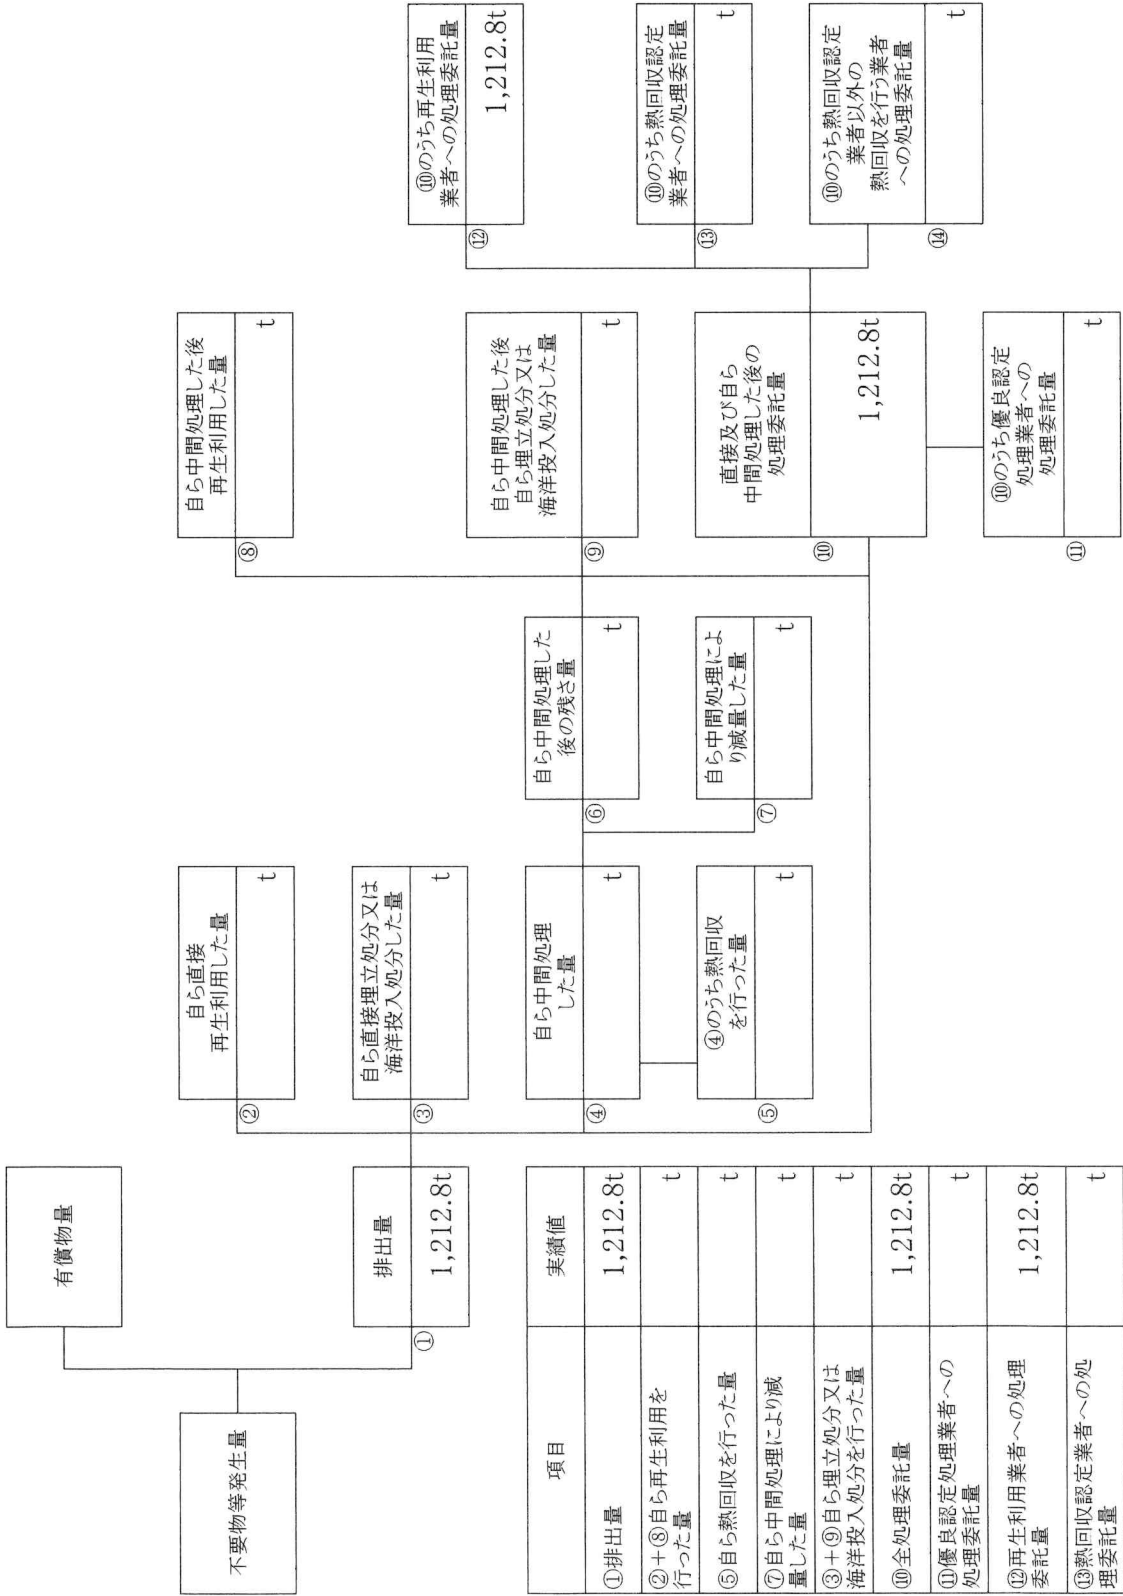 不要物等発生量
有償物量
①
排出量
1,212.8t
②
自ら直接
再生利用した量
t
③
自ら直接埋立処分又は
海洋投入処分した量
t
④
自ら中間処理
した量
t
⑤
④のうち熱回収
を行った量
t
⑥
自ら中間処理した
後の残さ量
t
⑦
自ら中間処理によ
り減量した量
t
⑧
自ら中間処理した後
再生利用した量
t
⑨
自ら中間処理した後
自ら埋立処分又は
海洋投入処分した量
t
⑩
直接及び自ら
中間処理した後の
処理委託量
1,212.8t
⑪
⑩のうち優良認定
処理業者への
処理委託量
t
⑫
⑩のうち再生利用
業者への処理委託量
1,212.8t
⑬
⑩のうち熱回収認定
業者への処理委託量
t
⑭
⑩のうち熱回収認定
業者以外の
熱回収を行う業者
への処理委託量
t
項目
実績値
①排出量
1,212.8t
②+⑧自ら再生利用を
行った量
t
⑤自ら熱回収を行った量
t
⑦自ら中間処理により減
量した量
t
③+⑨自ら埋立処分又は
海洋投入処分を行った量
t
⑩全処理委託量
1,212.8t
⑪優良認定処理業者への
処理委託量
t
⑫再生利用業者への処理
委託量
1,212.8t
⑬熱回収認定業者への処
理委託量
t